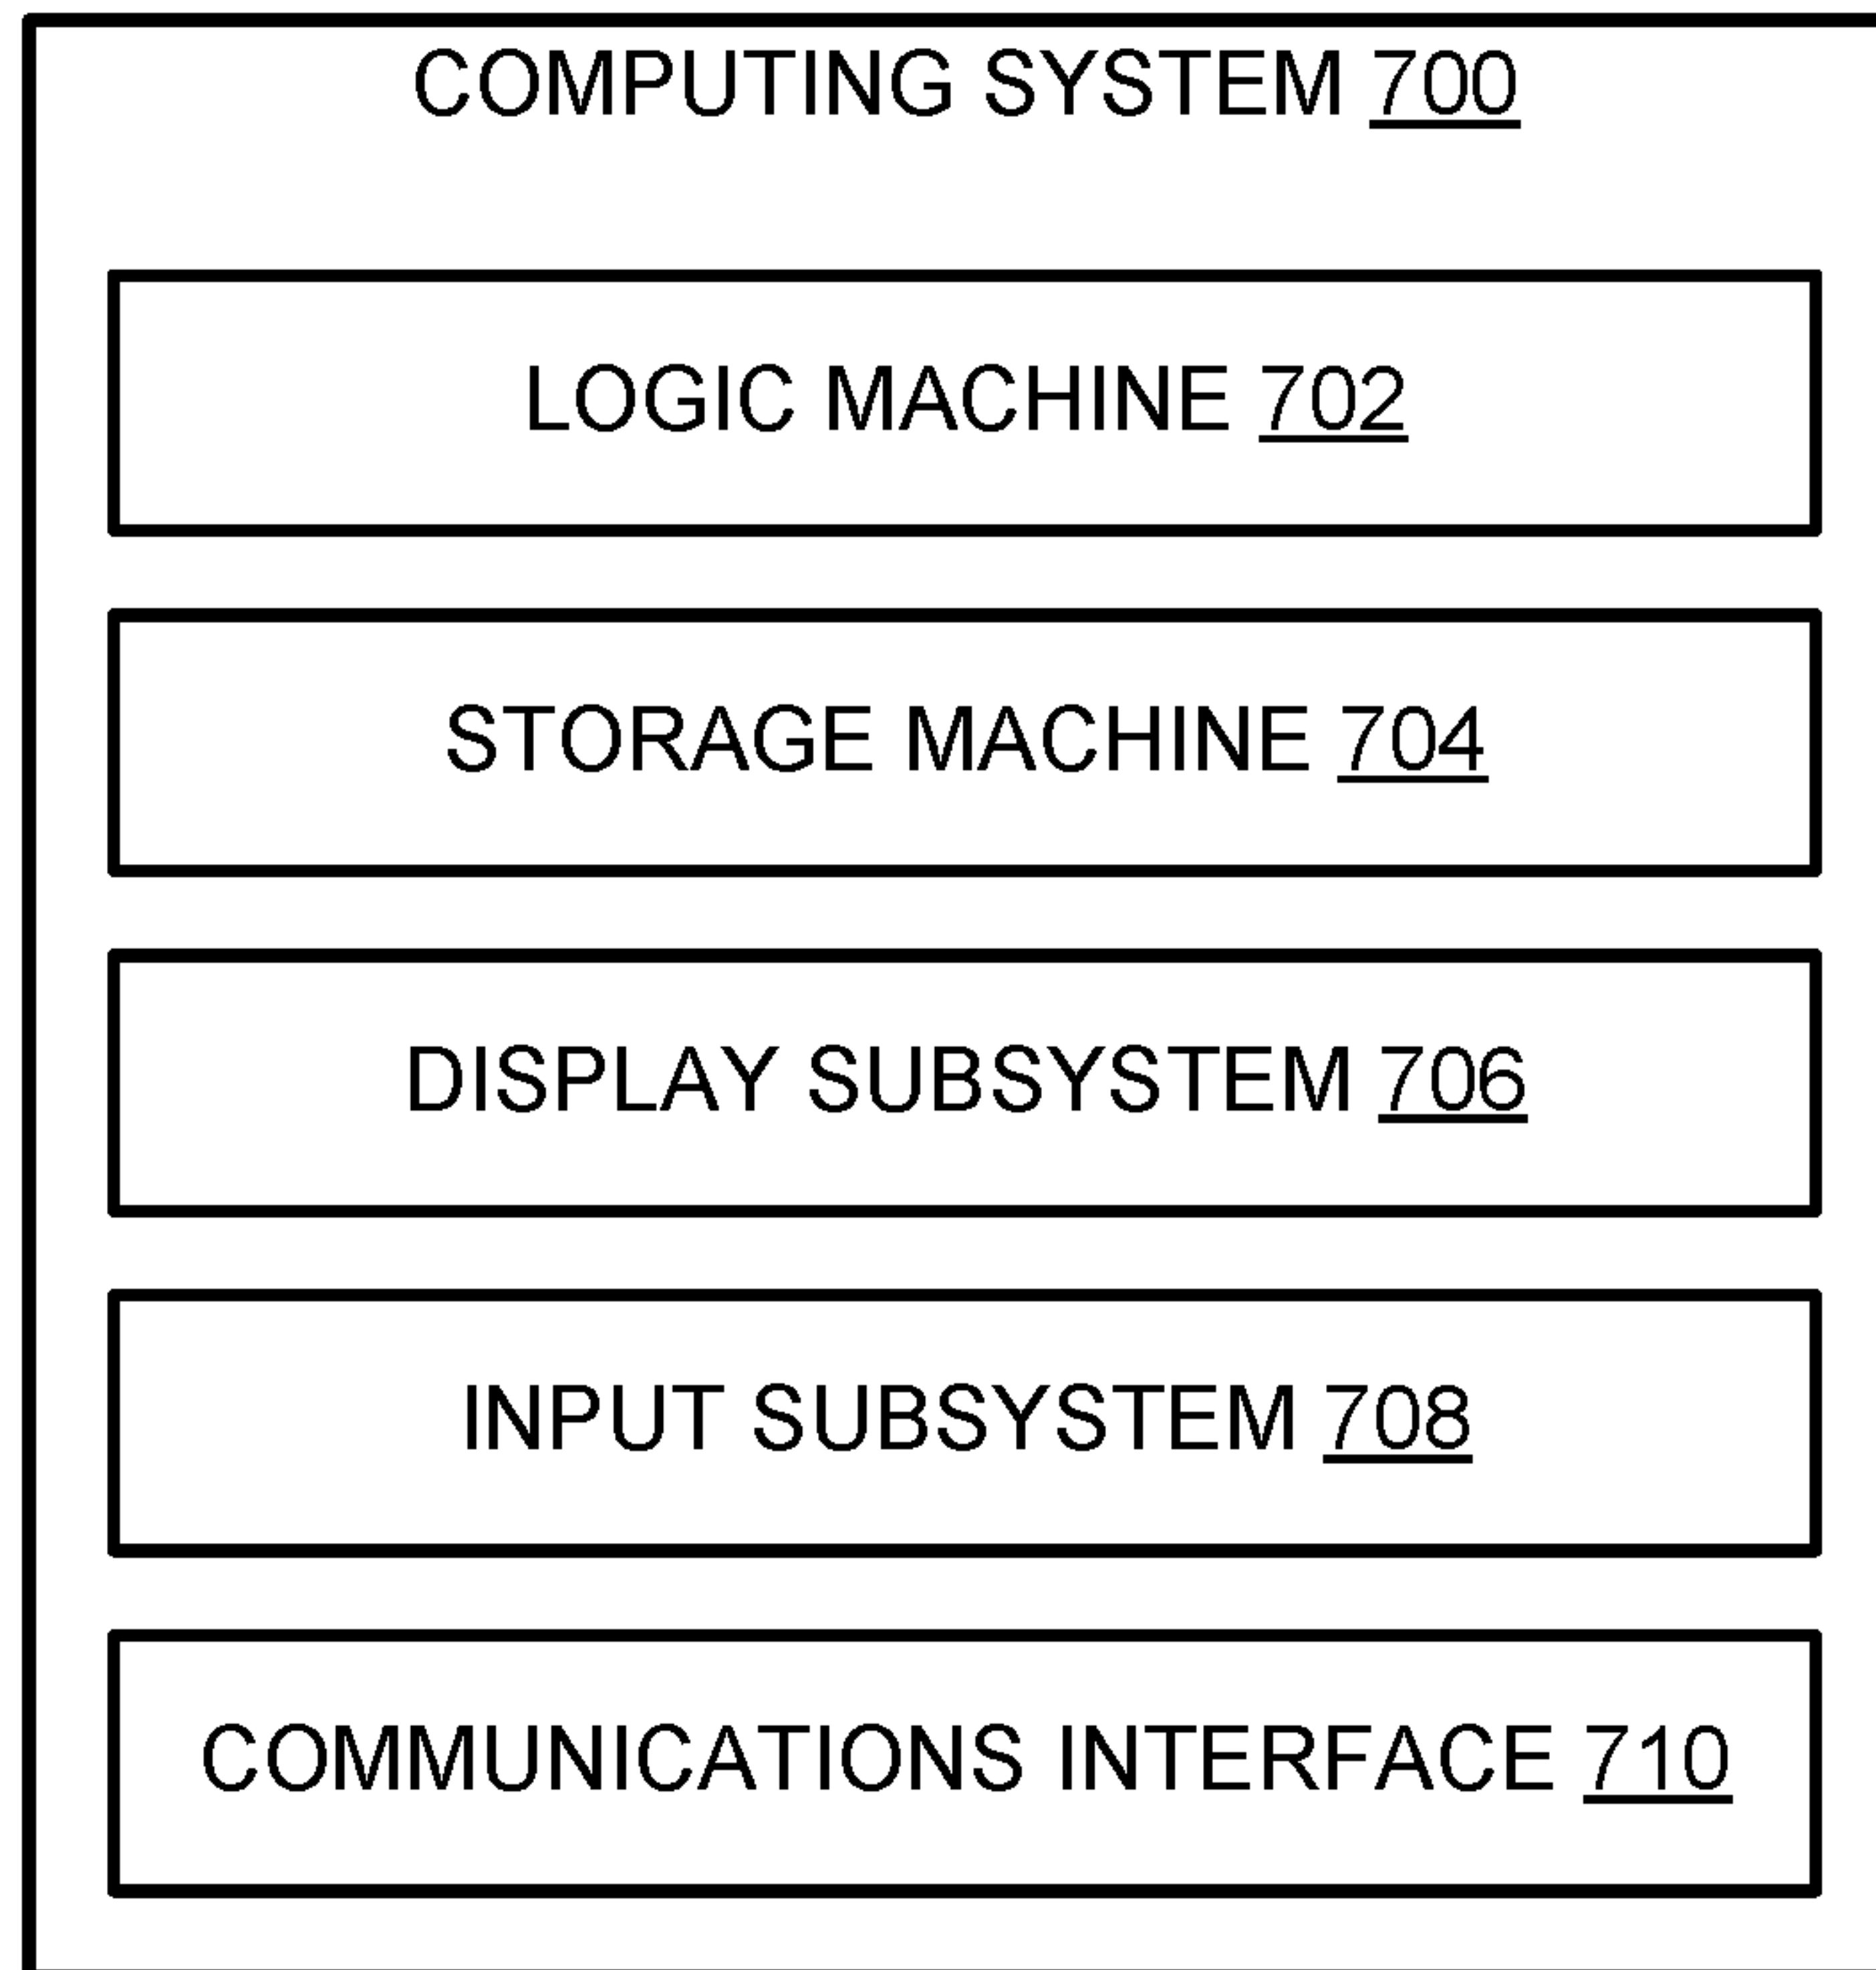 COMPUTING SYSTEM 700
LOGIC MACHINE 702
STORAGE MACHINE 704
DISPLAY SUBSYSTEM 706
INPUT SUBSYSTEM 708
COMMUNICATIONS INTERFACE 710